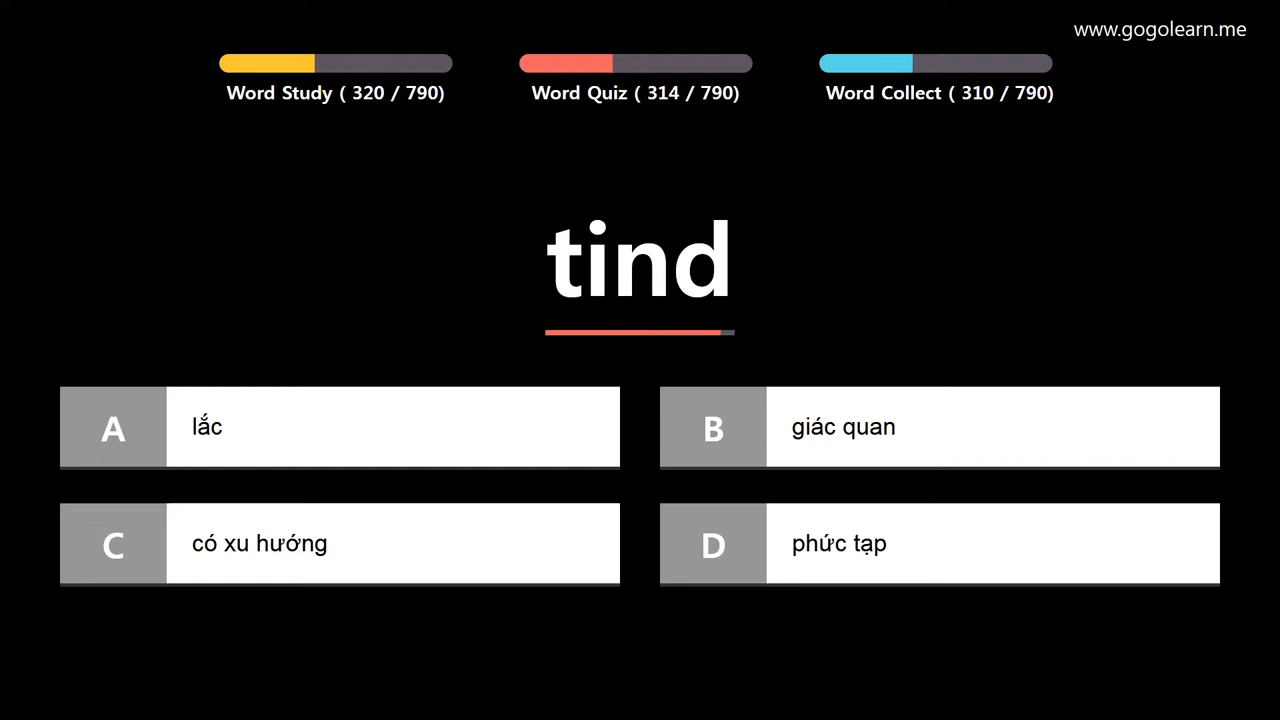 www.gogolearn.me
Word Study ( 320 / 790)
Word Quiz ( 314 / 790)
Word Collect ( 310 / 790)
tind
A
lắc
B
giác quan
C
có xu hướng
D
phức tạp